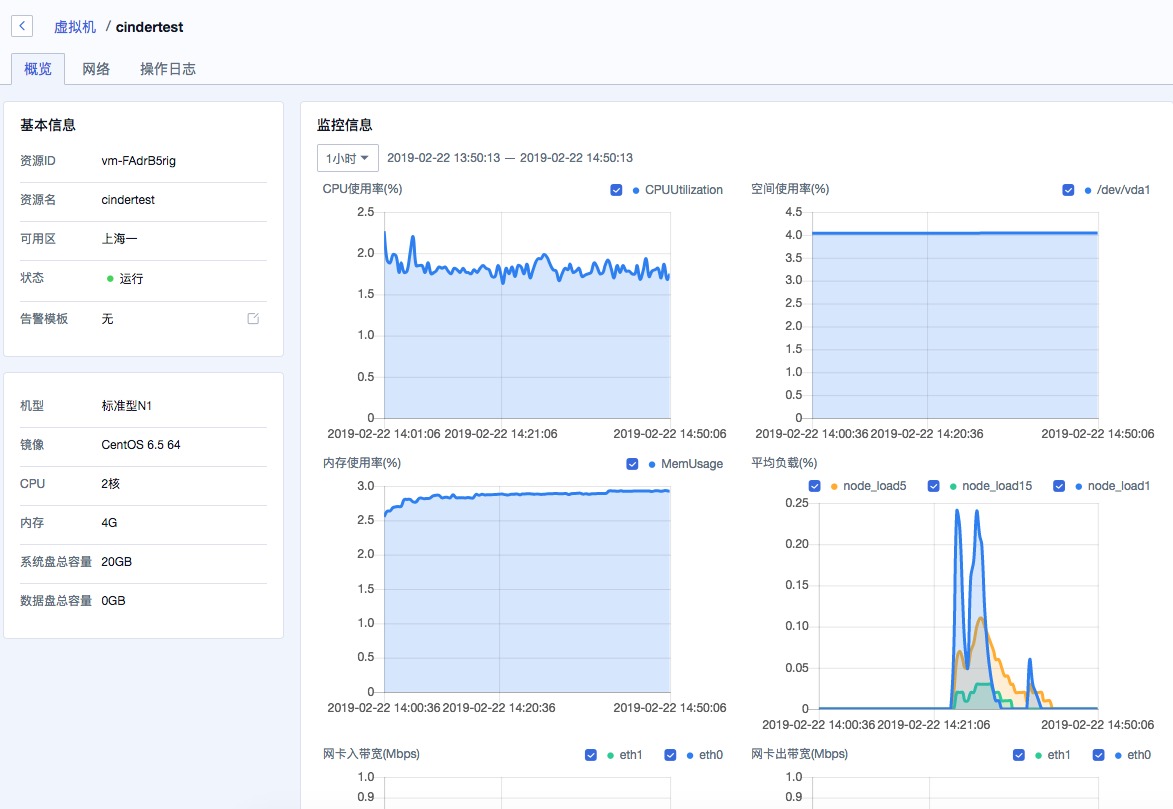 虚拟机 / cindertest
概览 网络 操作日志
基本信息
资源ID vm-FAdrB5rig
资源名 cindertest
可用区 上海一
状态 运行
告警模板 无
机型 标准型N1
镜像 CentOS 6.5 64
CPU 2核
内存 4G
系统盘总容量 20GB
数据盘总容量 0GB
监控信息
1小时 2019-02-22 13:50:13 — 2019-02-22 14:50:13
CPU使用率(%) CPUUtilization
2.5
2.0
1.5
1.0
0.5
0
2019-02-22 14:01:06 2019-02-22 14:21:06 2019-02-22 14:50:06
空间使用率(%) /dev/vda1
4.5
4.0
3.5
3.0
2.5
2.0
1.5
1.0
0.5
0
2019-02-22 14:00:36 2019-02-22 14:20:36 2019-02-22 14:50:06
内存使用率(%) MemUsage
3.0
2.5
2.0
1.5
1.0
0.5
0
2019-02-22 14:00:36 2019-02-22 14:20:36 2019-02-22 14:50:06
平均负载(%)
node_load5 node_load15 node_load1
0.25
0.20
0.15
0.10
0.05
0
2019-02-22 14:00:36 2019-02-22 14:21:06 2019-02-22 14:50:06
网卡入带宽(Mbps) eth1 eth0
1.0
0.9
网卡出带宽(Mbps) eth1 eth0
1.0
0.9